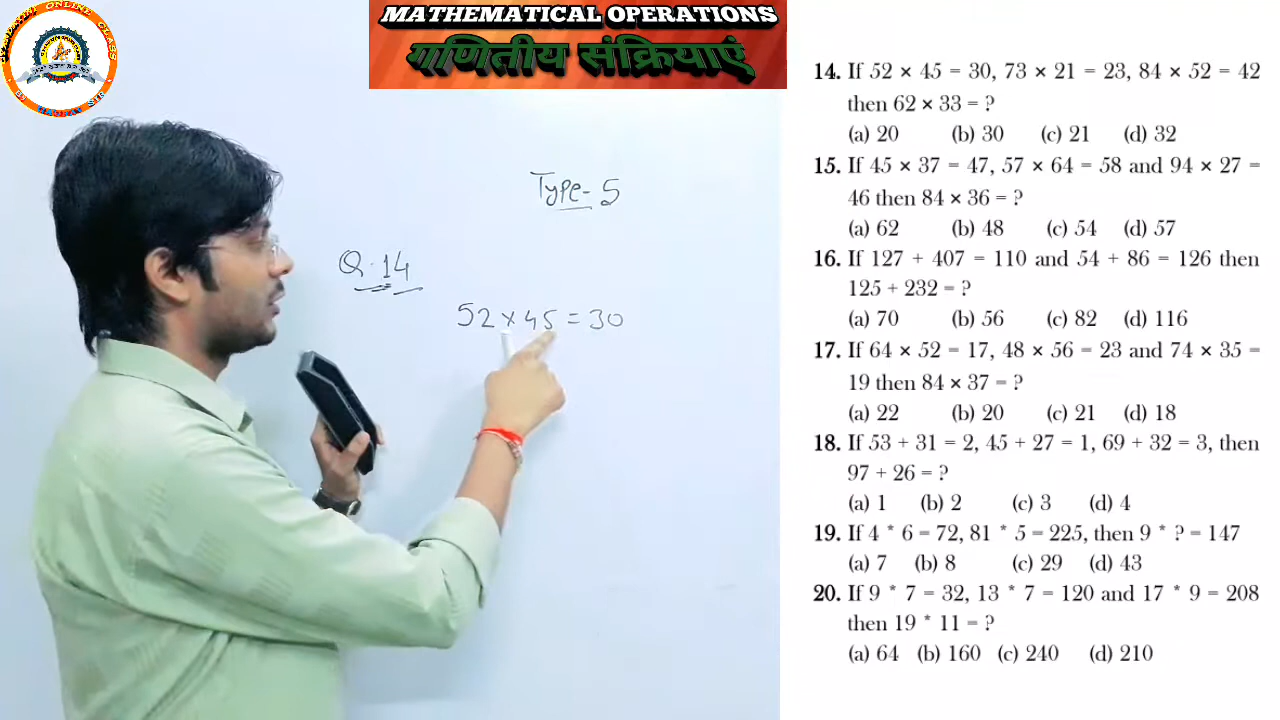 MATHEMATICAL OPERATIONS
गणितीय संक्रियाएं
ONLINE CLASS
Type-5
Q.14
52 × 45 = 30
14. If 52 × 45 = 30, 73 × 21 = 23, 84 × 52 = 42
then 62 × 33 = ?
(a) 20 (b) 30 (c) 21 (d) 32
15. If 45 × 37 = 47, 57 × 64 = 58 and 94 × 27 =
46 then 84 × 36 = ?
(a) 62 (b) 48 (c) 54 (d) 57
16. If 127 + 407 = 110 and 54 + 86 = 126 then
125 + 232 = ?
(a) 70 (b) 56 (c) 82 (d) 116
17. If 64 × 52 = 17, 48 × 56 = 23 and 74 × 35 =
19 then 84 × 37 = ?
(a) 22 (b) 20 (c) 21 (d) 18
18. If 53 + 31 = 2, 45 + 27 = 1, 69 + 32 = 3, then
97 + 26 = ?
(a) 1 (b) 2 (c) 3 (d) 4
19. If 4 * 6 = 72, 81 * 5 = 225, then 9 * ? = 147
(a) 7 (b) 8 (c) 29 (d) 43
20. If 9 * 7 = 32, 13 * 7 = 120 and 17 * 9 = 208
then 19 * 11 = ?
(a) 64 (b) 160 (c) 240 (d) 210